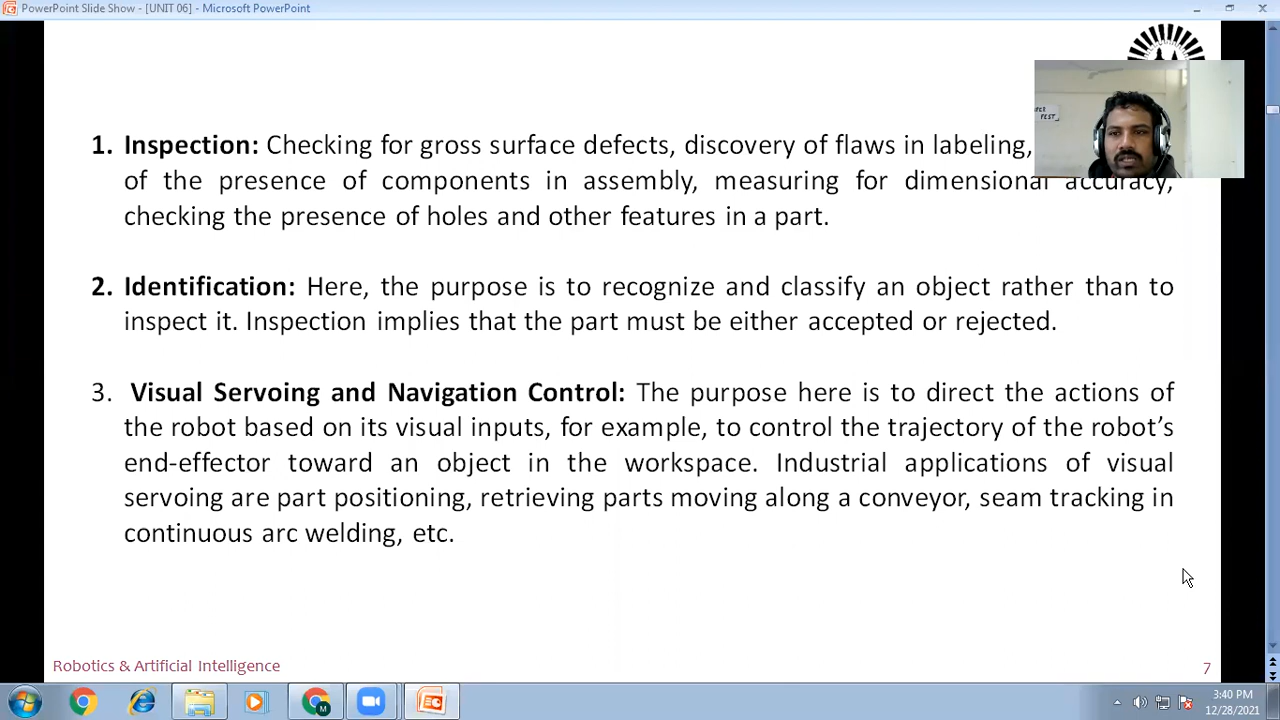 PowerPoint Slide Show - [UNIT 06] - Microsoft PowerPoint
1. Inspection: Checking for gross surface defects, discovery of flaws in labeling,
of the presence of components in assembly, measuring for dimensional accuracy,
checking the presence of holes and other features in a part.
2. Identification: Here, the purpose is to recognize and classify an object rather than to
inspect it. Inspection implies that the part must be either accepted or rejected.
3. Visual Servoing and Navigation Control: The purpose here is to direct the actions of
the robot based on its visual inputs, for example, to control the trajectory of the robot’s
end-effector toward an object in the workspace. Industrial applications of visual
servoing are part positioning, retrieving parts moving along a conveyor, seam tracking in
continuous arc welding, etc.
Robotics & Artificial Intelligence
7
3:40 PM
12/28/2021